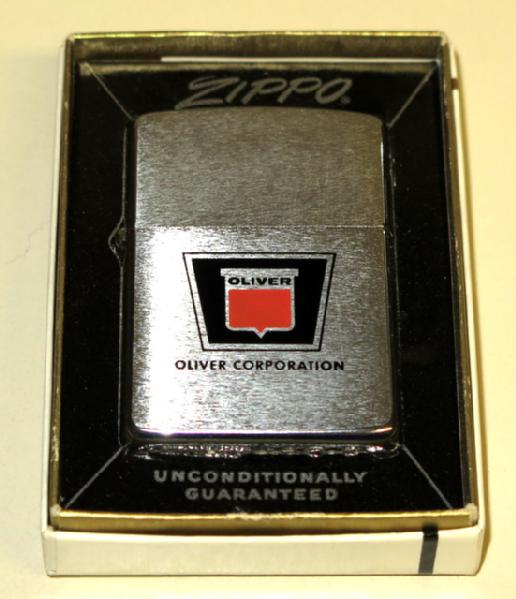 ZIPPO®
OLIVER
OLIVER CORPORATION
UNCONDITIONALLY
GUARANTEED